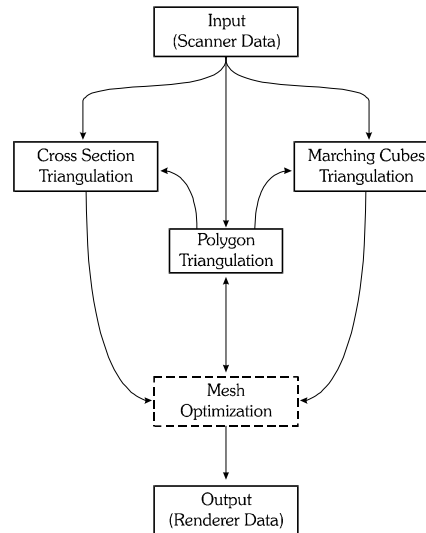 Input
(Scanner Data)
Cross Section
Triangulation
Marching Cubes
Triangulation
Polygon
Triangulation
Mesh
Optimization
Output
(Renderer Data)